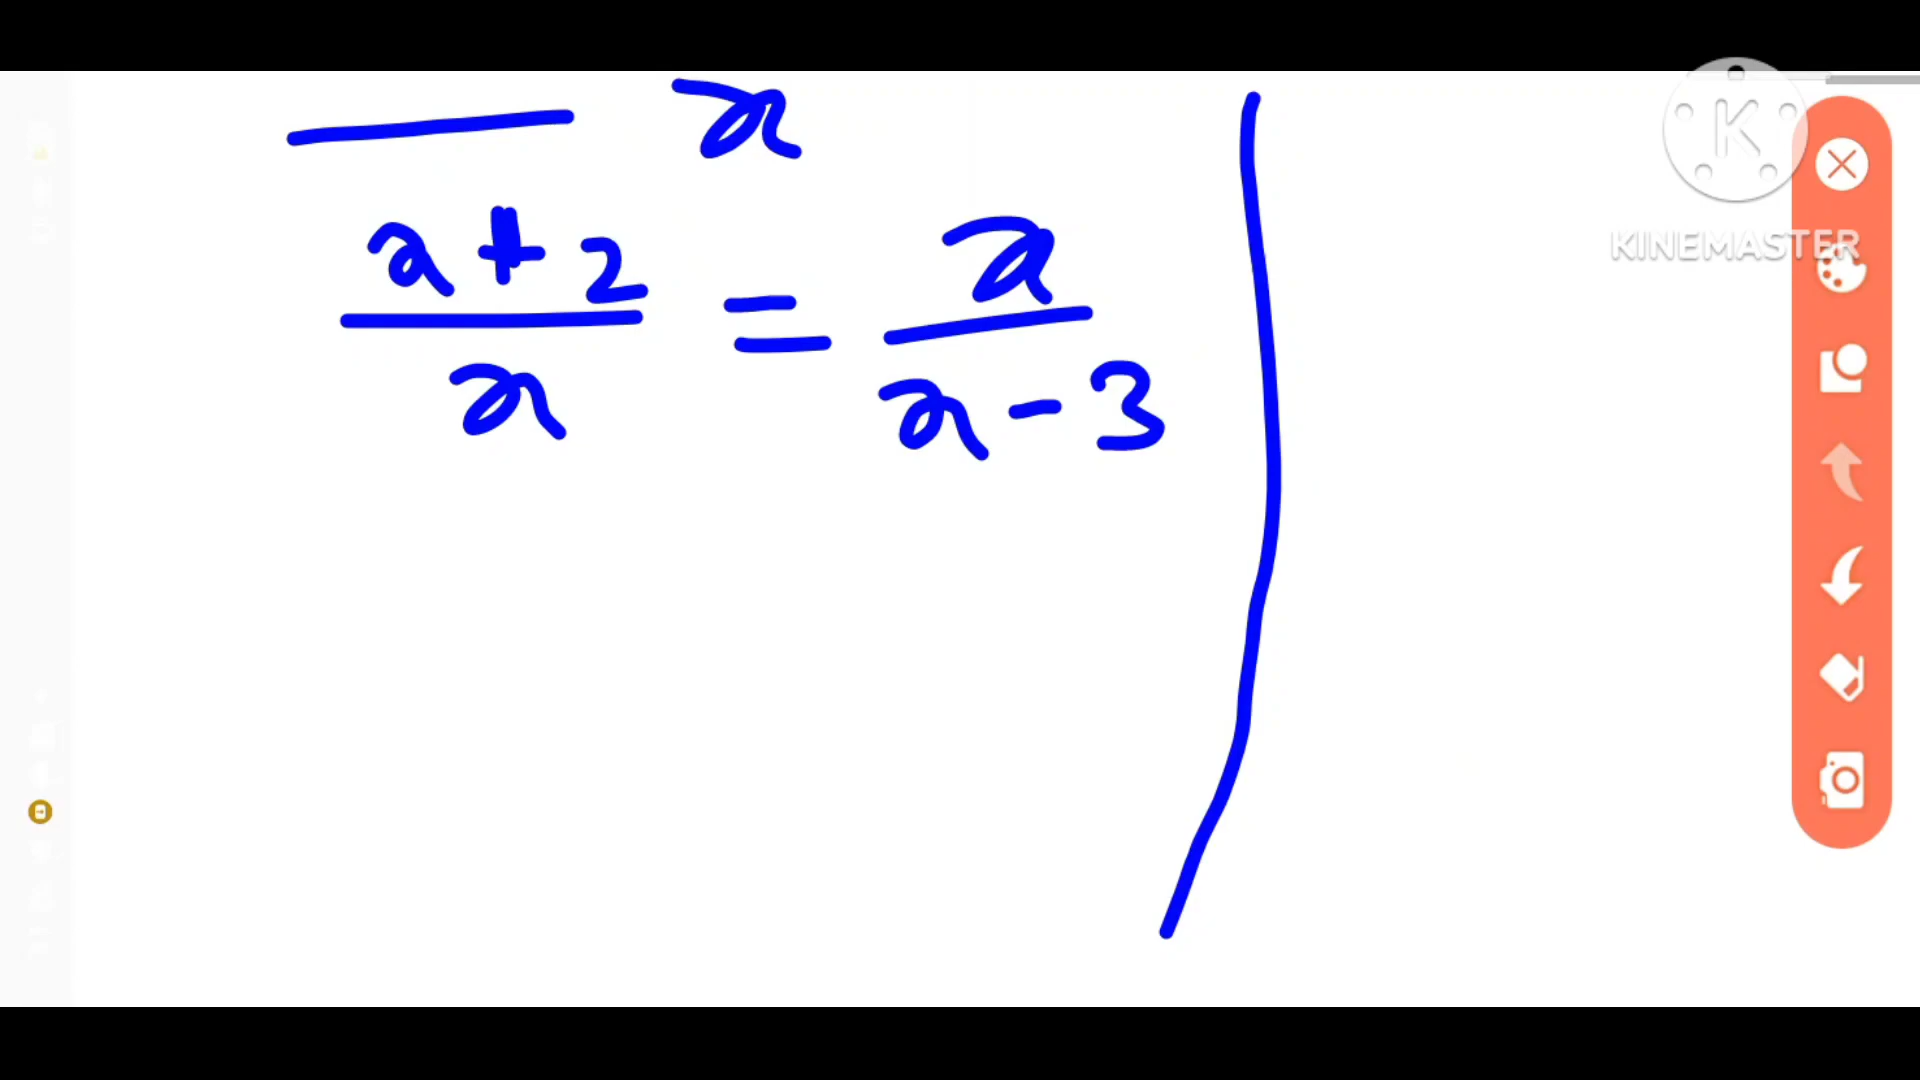 x
x + 2 / x = x / x - 3
K
KINEMASTER